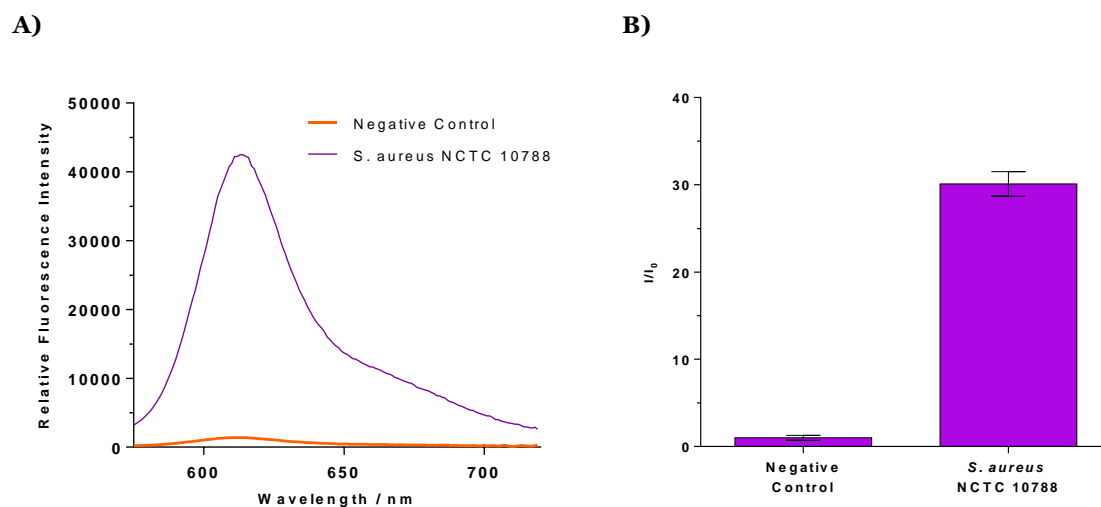 A)
B)
Relative Fluorescence Intensity
50000
40000
30000
20000
10000
0
Negative Control
S. aureus NCTC 10788
600
650
700
Wavelength / nm
I/I0
40
30
20
10
0
Negative
Control
S. aureus
NCTC 10788